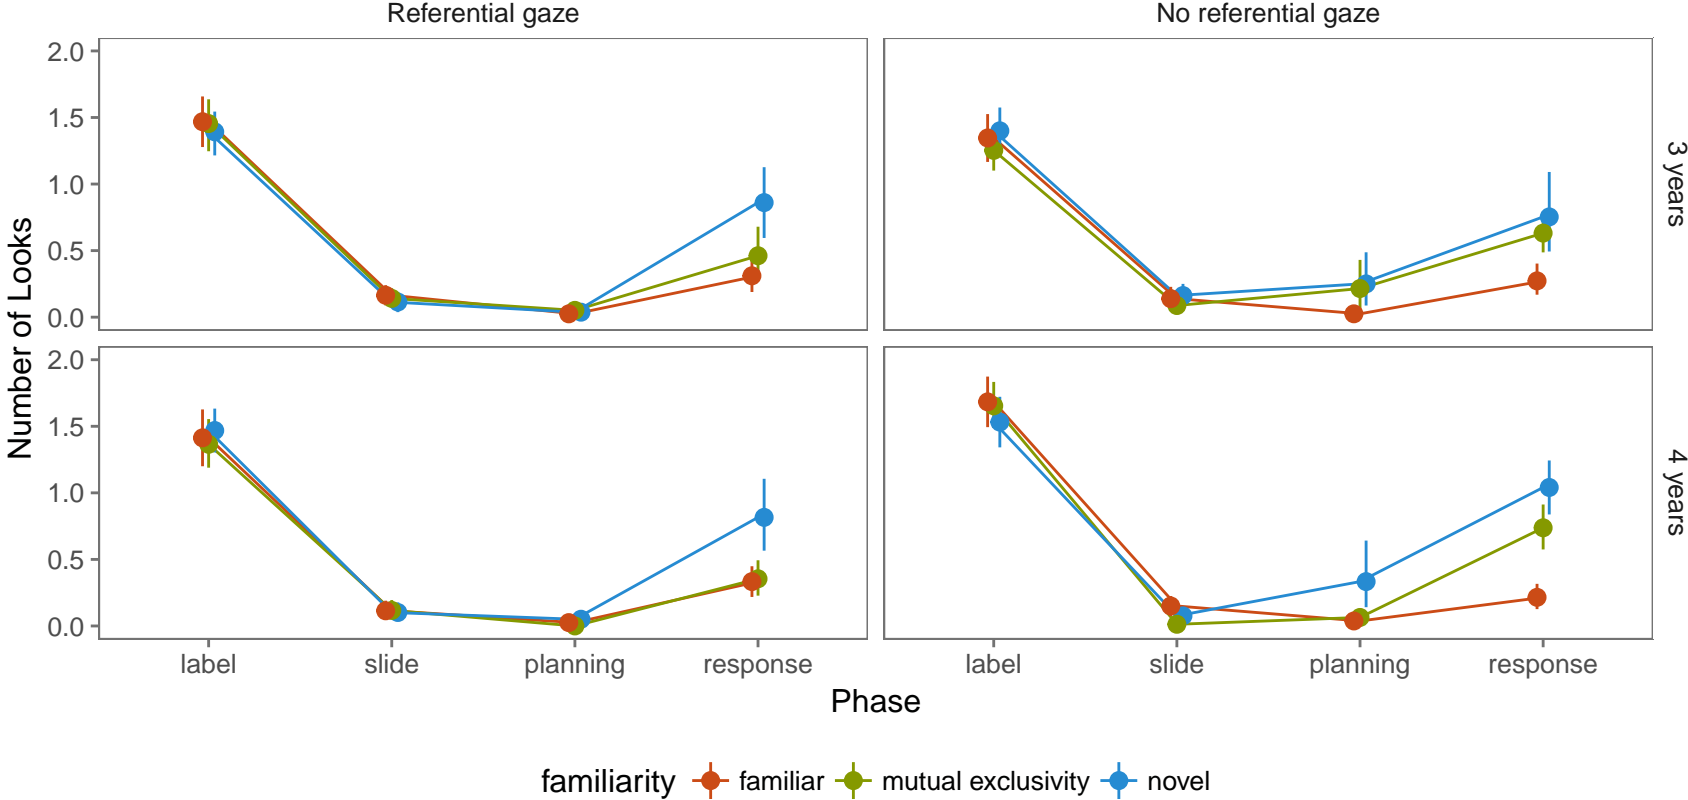 Referential gaze
No referential gaze
2.0
1.5
1.0
0.5
0.0
3 years
2.0
1.5
1.0
0.5
0.0
4 years
Number of Looks
label slide planning response
label slide planning response
Phase
familiarity familiar mutual exclusivity novel